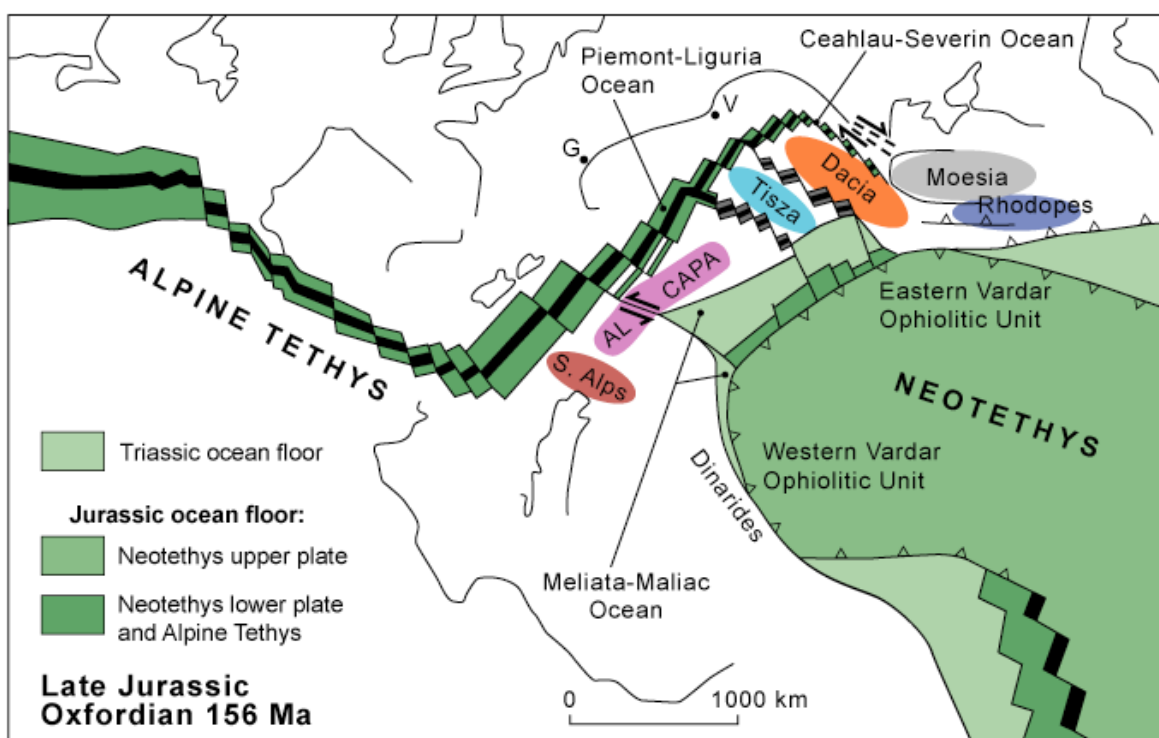 Ceahlau-Severin Ocean
Piemont-Liguria
Ocean
V
G
Dacia
Tisza
Moesia
Rhodopes
ALPINE TETHYS
CAPA
AL
S. Alps
Eastern Vardar
Ophiolitic Unit
NEOTETHYS
Western Vardar
Ophiolitic Unit
Dinarides
Meliata-Maliac
Ocean
Triassic ocean floor
Jurassic ocean floor:
Neotethys upper plate
Neotethys lower plate
and Alpine Tethys
Late Jurassic
Oxfordian 156 Ma
0 1000 km